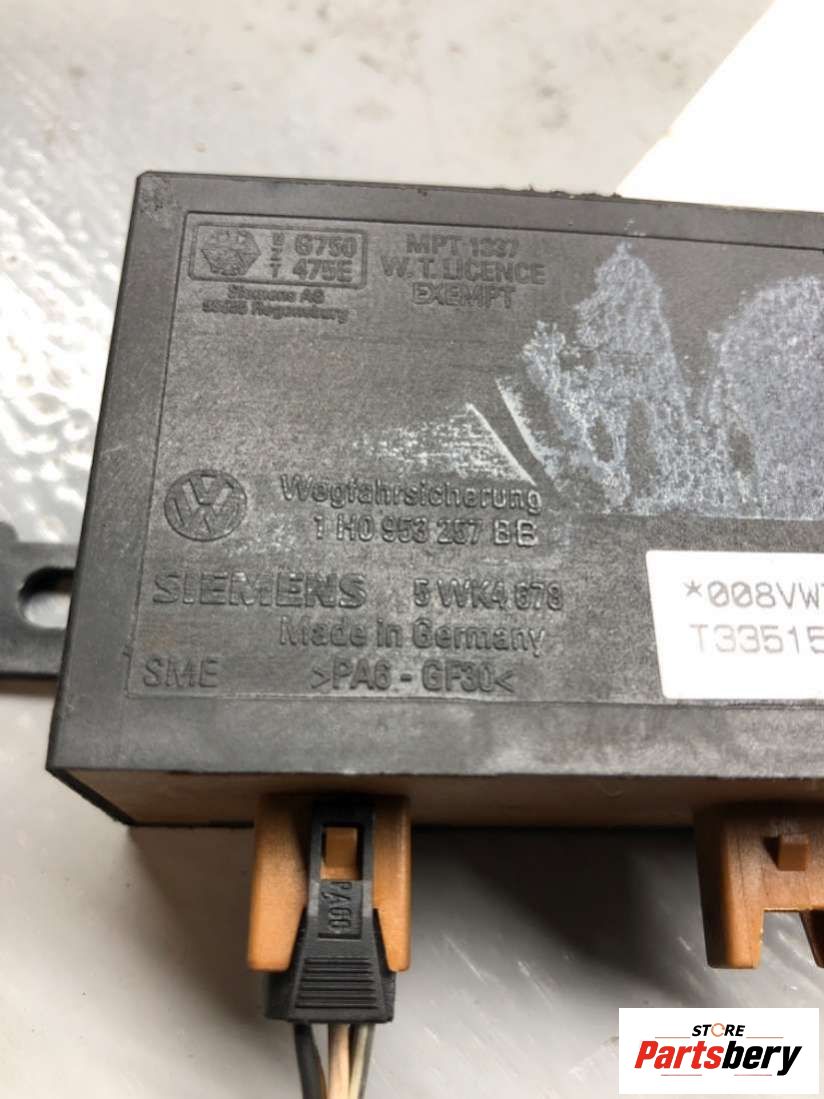 BZT G750
475E
Siemens AG
Regensburg
MPT 1337
W. T. LICENCE
EXEMPT
Wegfahrsicherung
1 H0 953 257 BB
SIEMENS 5 WK4 678
Made in Germany
SME >PA6 - GF30<
*008VW
T33515
PA66
STORE
Partsbery